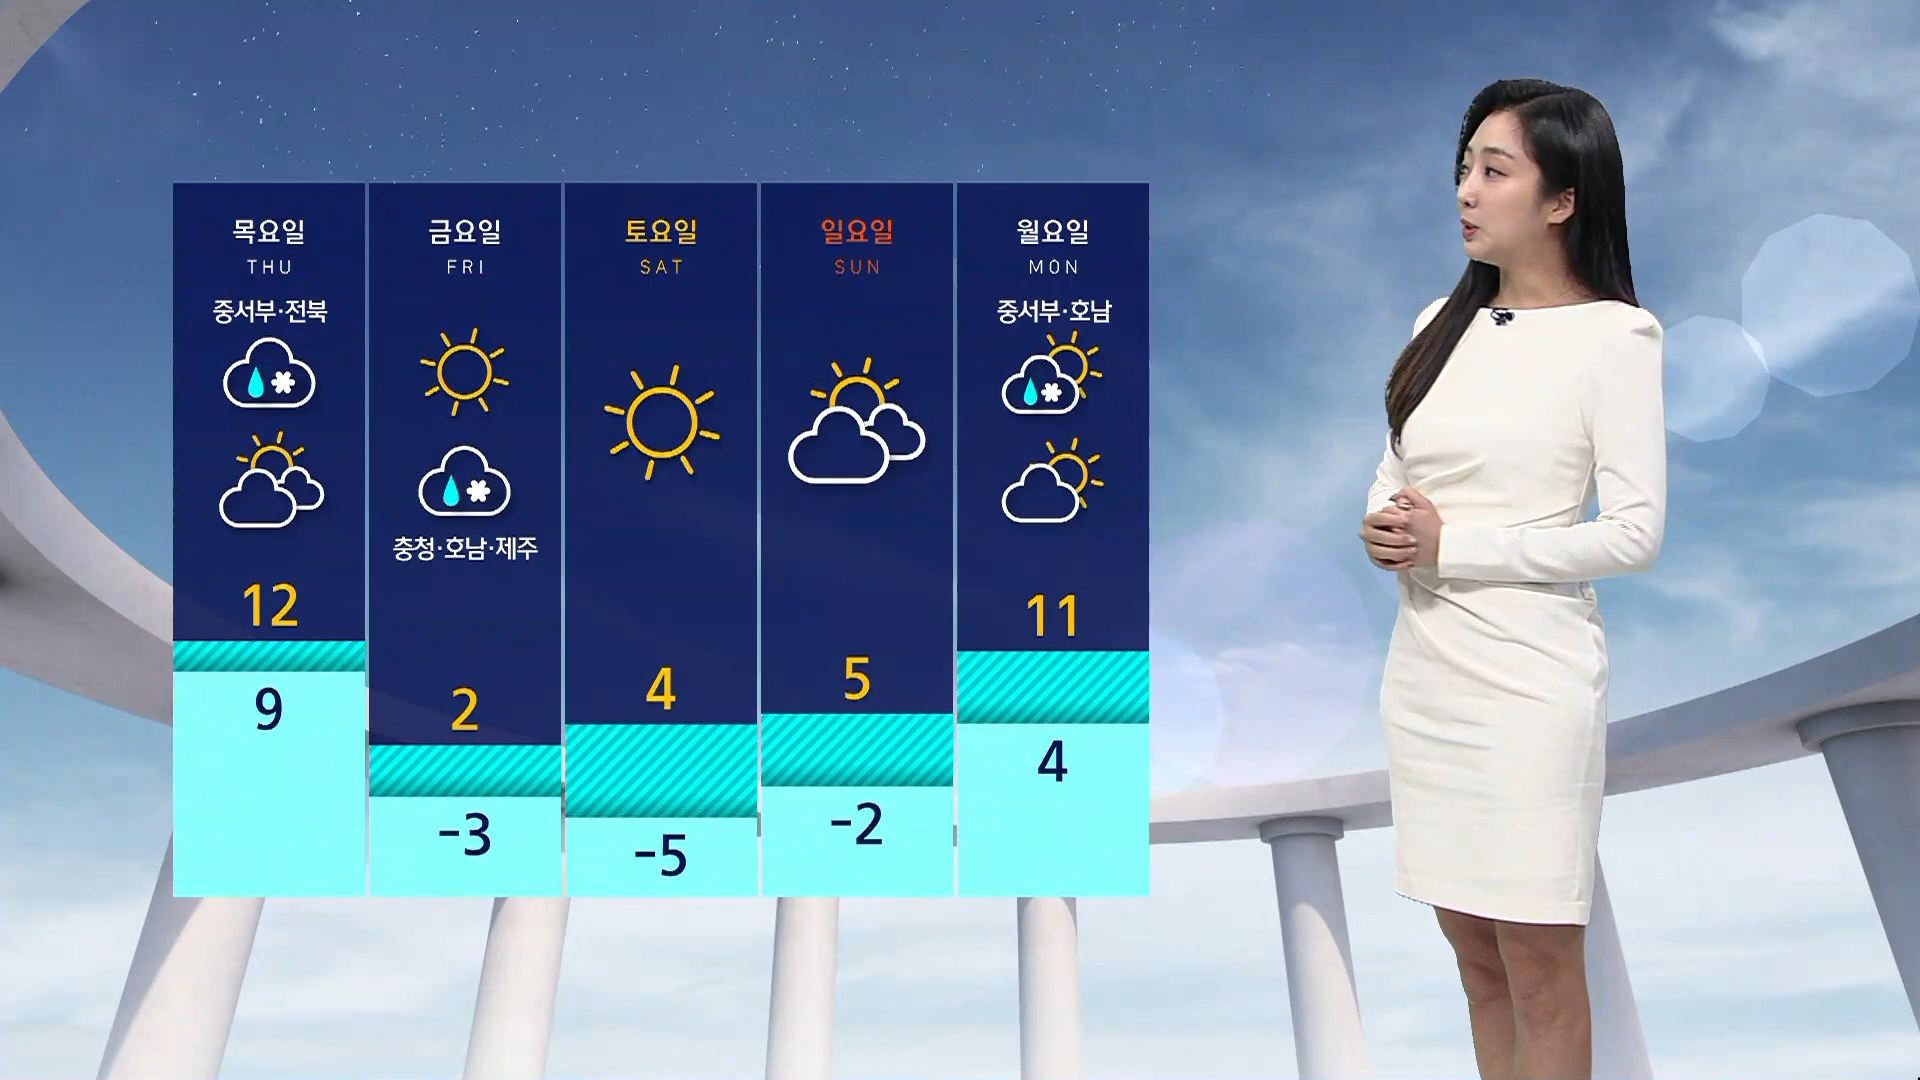 목요일
THU
중서부·전북
12
9
금요일
FRI
충청·호남·제주
2
-3
토요일
SAT
4
-5
일요일
SUN
5
-2
월요일
MON
중서부·호남
11
4